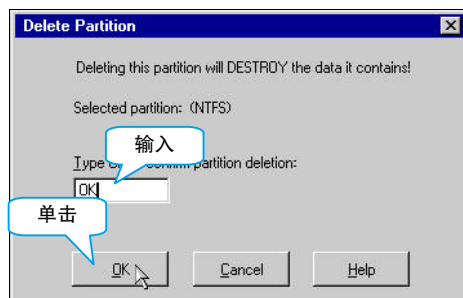 Delete Partition
Deleting this partition will DESTROY the data it contains!
Selected partition: (NTFS)
输入
Type partition deletion:
OK
单击
OK Cancel Help